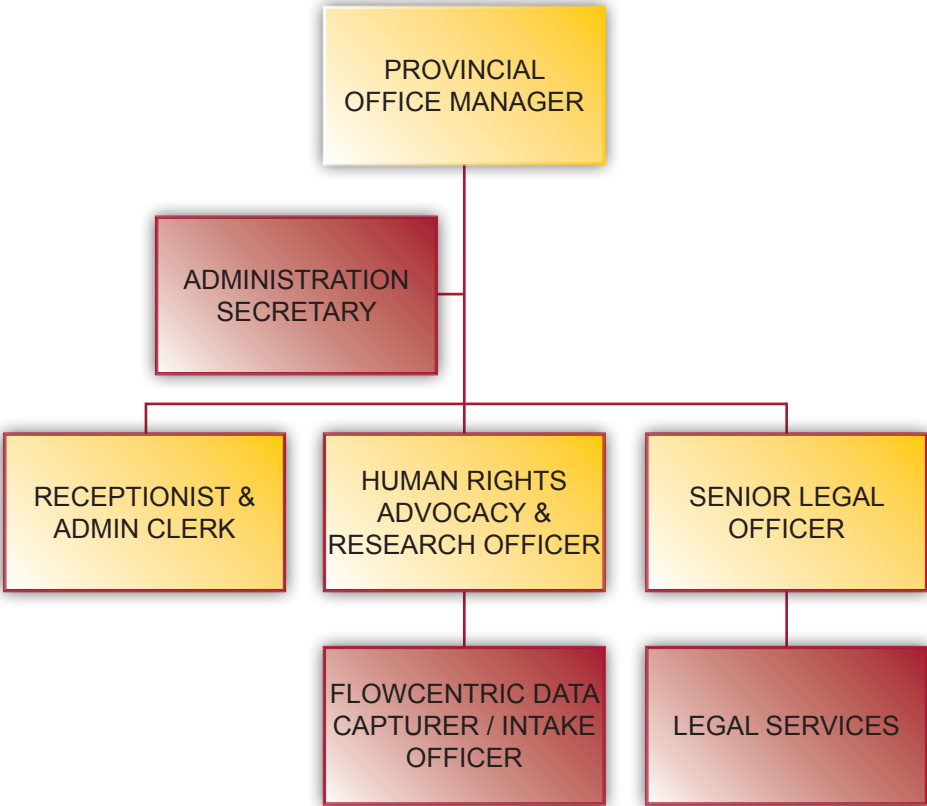 PROVINCIAL
OFFICE MANAGER
ADMINISTRATION
SECRETARY
RECEPTIONIST &
ADMIN CLERK
HUMAN RIGHTS
ADVOCACY &
RESEARCH OFFICER
SENIOR LEGAL
OFFICER
FLOWCENTRIC DATA
CAPTURER / INTAKE
OFFICER
LEGAL SERVICES